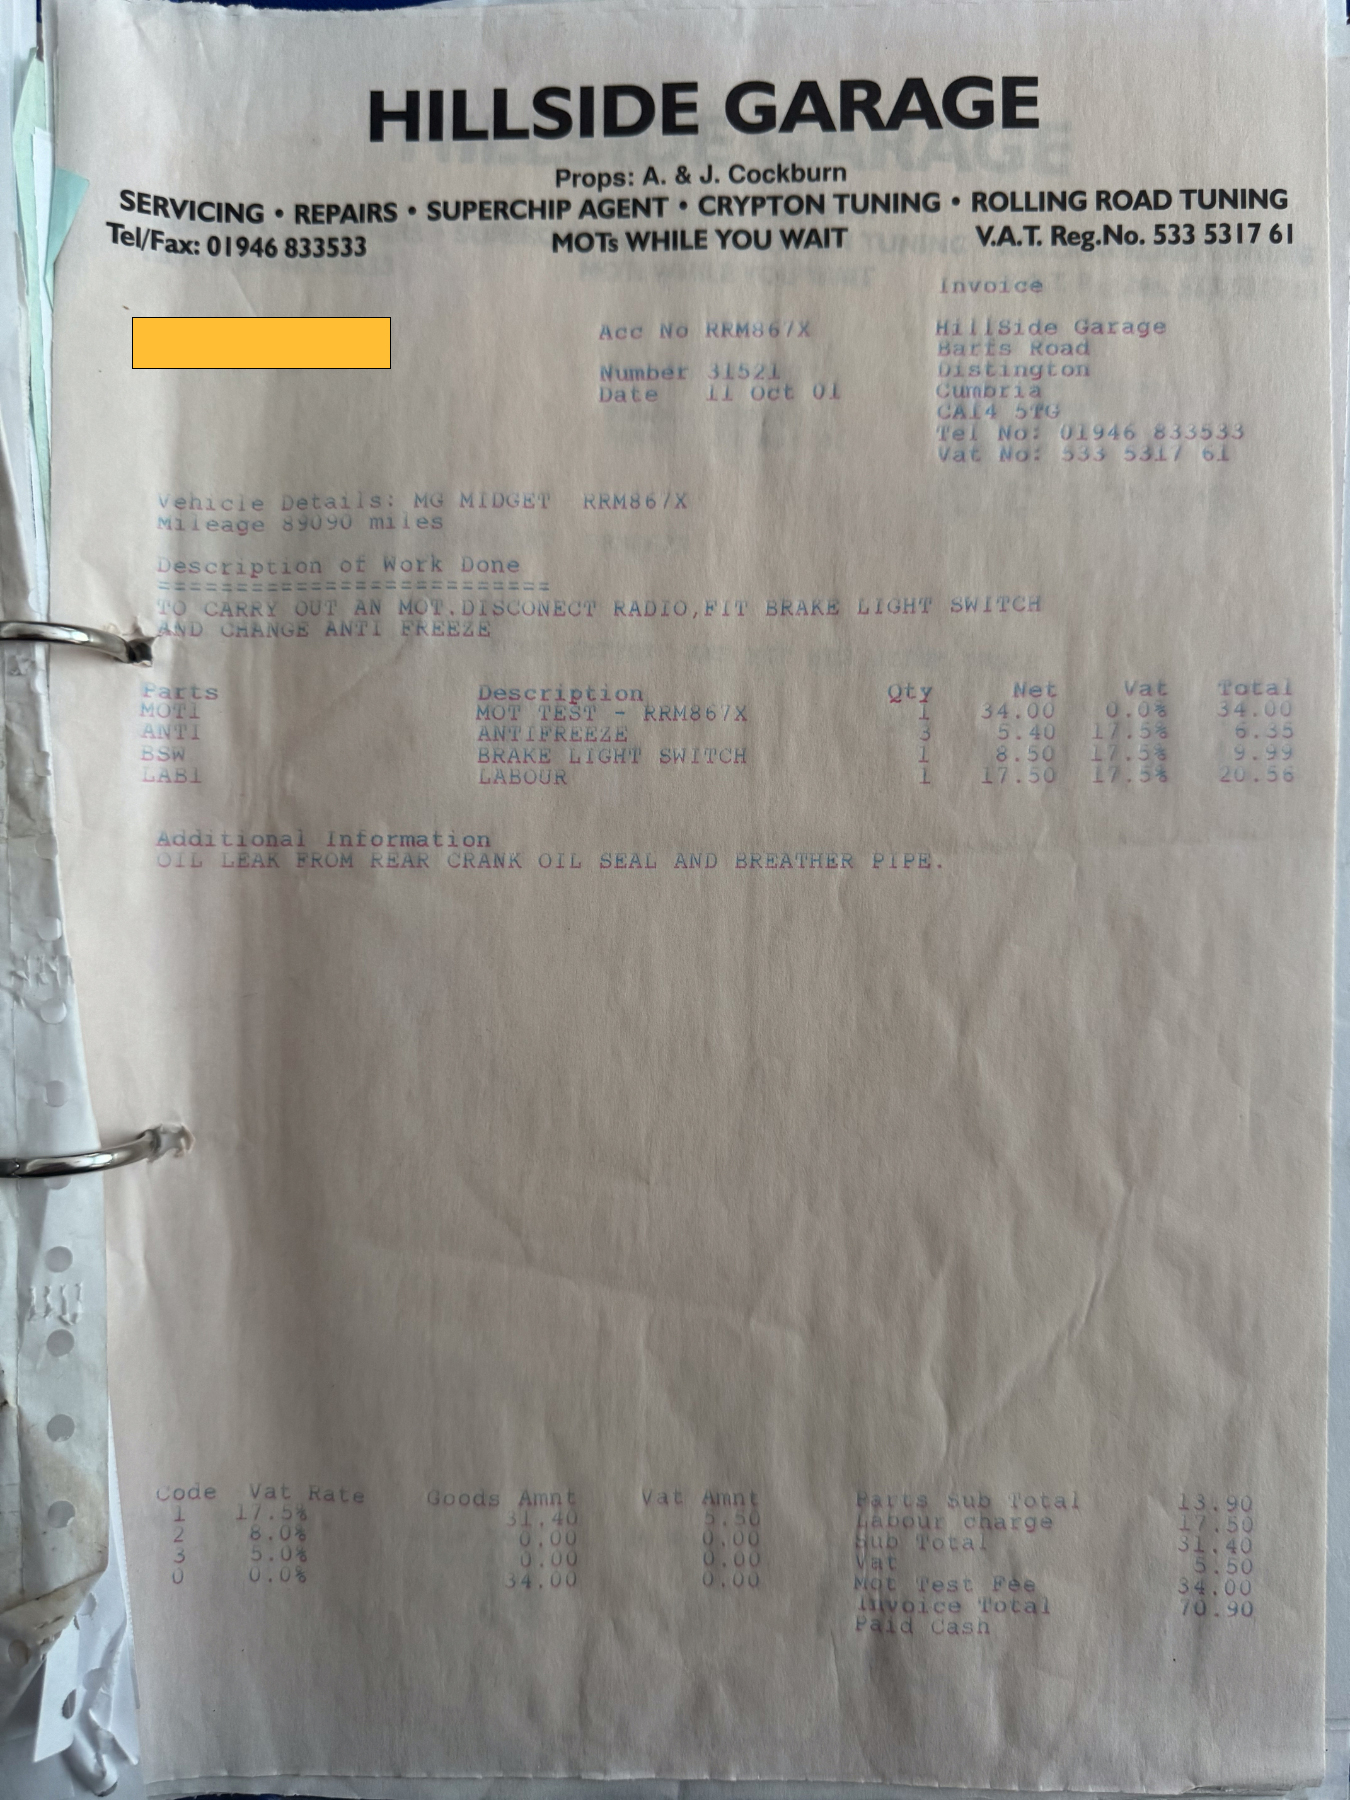 HILLSIDE GARAGE
Props: A. & J. Cockburn
SERVICING • REPAIRS • SUPERCHIP AGENT • CRYPTON TUNING • ROLLING ROAD TUNING
Tel/Fax: 01946 833533 MOTs WHILE YOU WAIT V.A.T. Reg.No. 533 5317 61
Invoice
Acc No RRM867X HillSide Garage
Barfs Road
Number 31521 Distington
Date 11 Oct 01 Cumbria
CA14 5TG
Tel No: 01946 833533
Vat No: 533 5317 61
Vehicle Details: MG MIDGET RRM867X
Mileage 89090 miles
Description of Work Done
==========================
TO CARRY OUT AN MOT.DISCONECT RADIO,FIT BRAKE LIGHT SWITCH
AND CHANGE ANTI FREEZE
Parts Description Qty Net Vat Total
MOT1 MOT TEST - RRM867X 1 34.00 0.0% 34.00
ANTI ANTIFREEZE 3 5.40 17.5% 6.35
BSW BRAKE LIGHT SWITCH 1 8.50 17.5% 9.99
LAB1 LABOUR 1 17.50 17.5% 20.56
Additional Information
OIL LEAK FROM REAR CRANK OIL SEAL AND BREATHER PIPE.
Code Vat Rate Goods Amnt Vat Amnt Parts Sub Total 13.90
1 17.5% 31.40 5.50 Labour charge 17.50
2 8.0% 0.00 0.00 Sub Total 31.40
3 5.0% 0.00 0.00 Vat 5.50
0 0.0% 34.00 0.00 Mot Test Fee 34.00
Invoice Total 70.90
Paid Cash